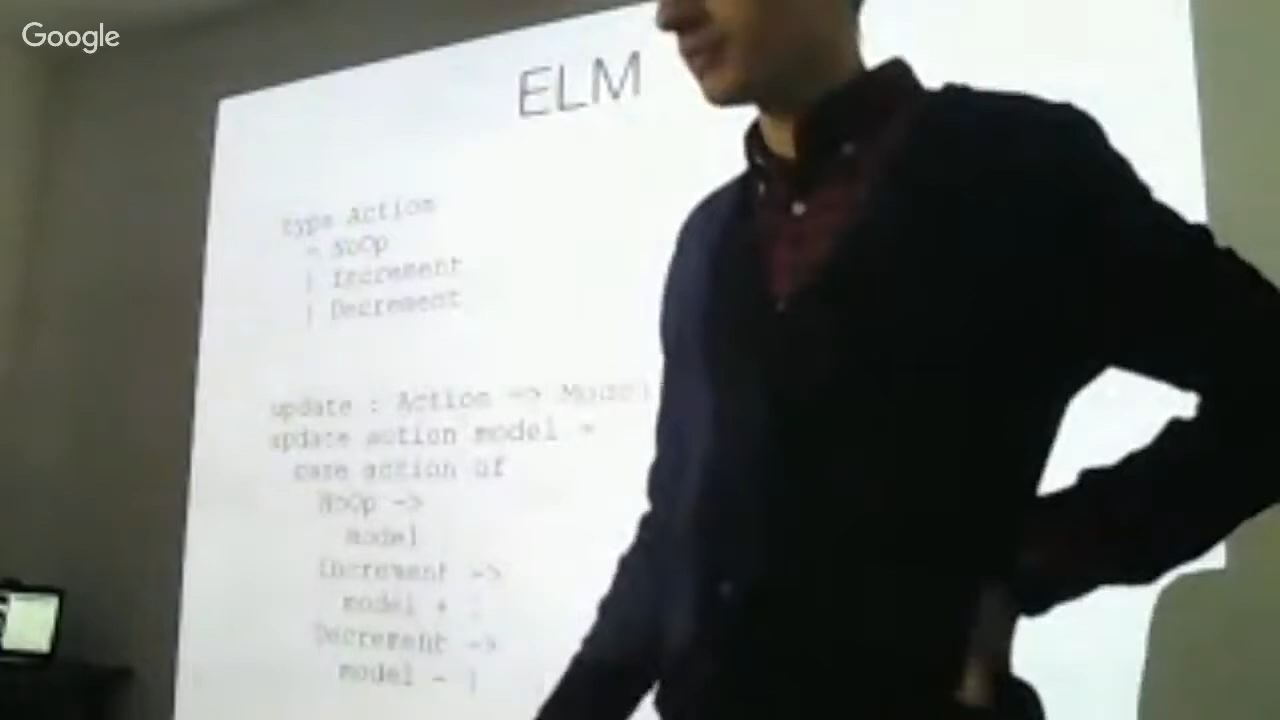 Google
ELM
type Action
= NoOp
| Increment
| Decrement
update : Action -> Model
update action model =
case action of
NoOp ->
model
Increment ->
model +
Decrement ->
model -